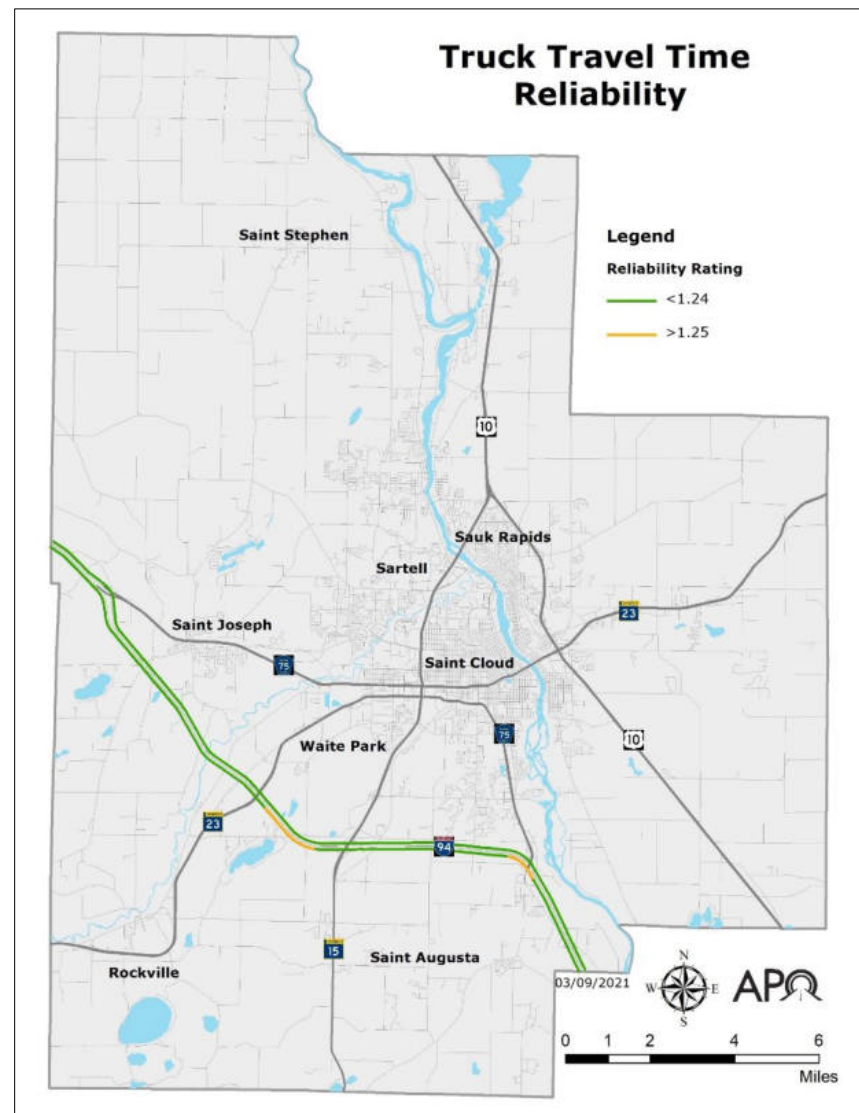 Truck Travel Time
Reliability
Saint Stephen
Legend
Reliability Rating
<1.24
>1.25
10
Sauk Rapids
Sartell
23
Saint Joseph
75
Saint Cloud
Waite Park
75
10
23
94
15
Saint Augusta
Rockville
03/09/2021
N
W
E
S
APO
0 1 2 4 6
Miles